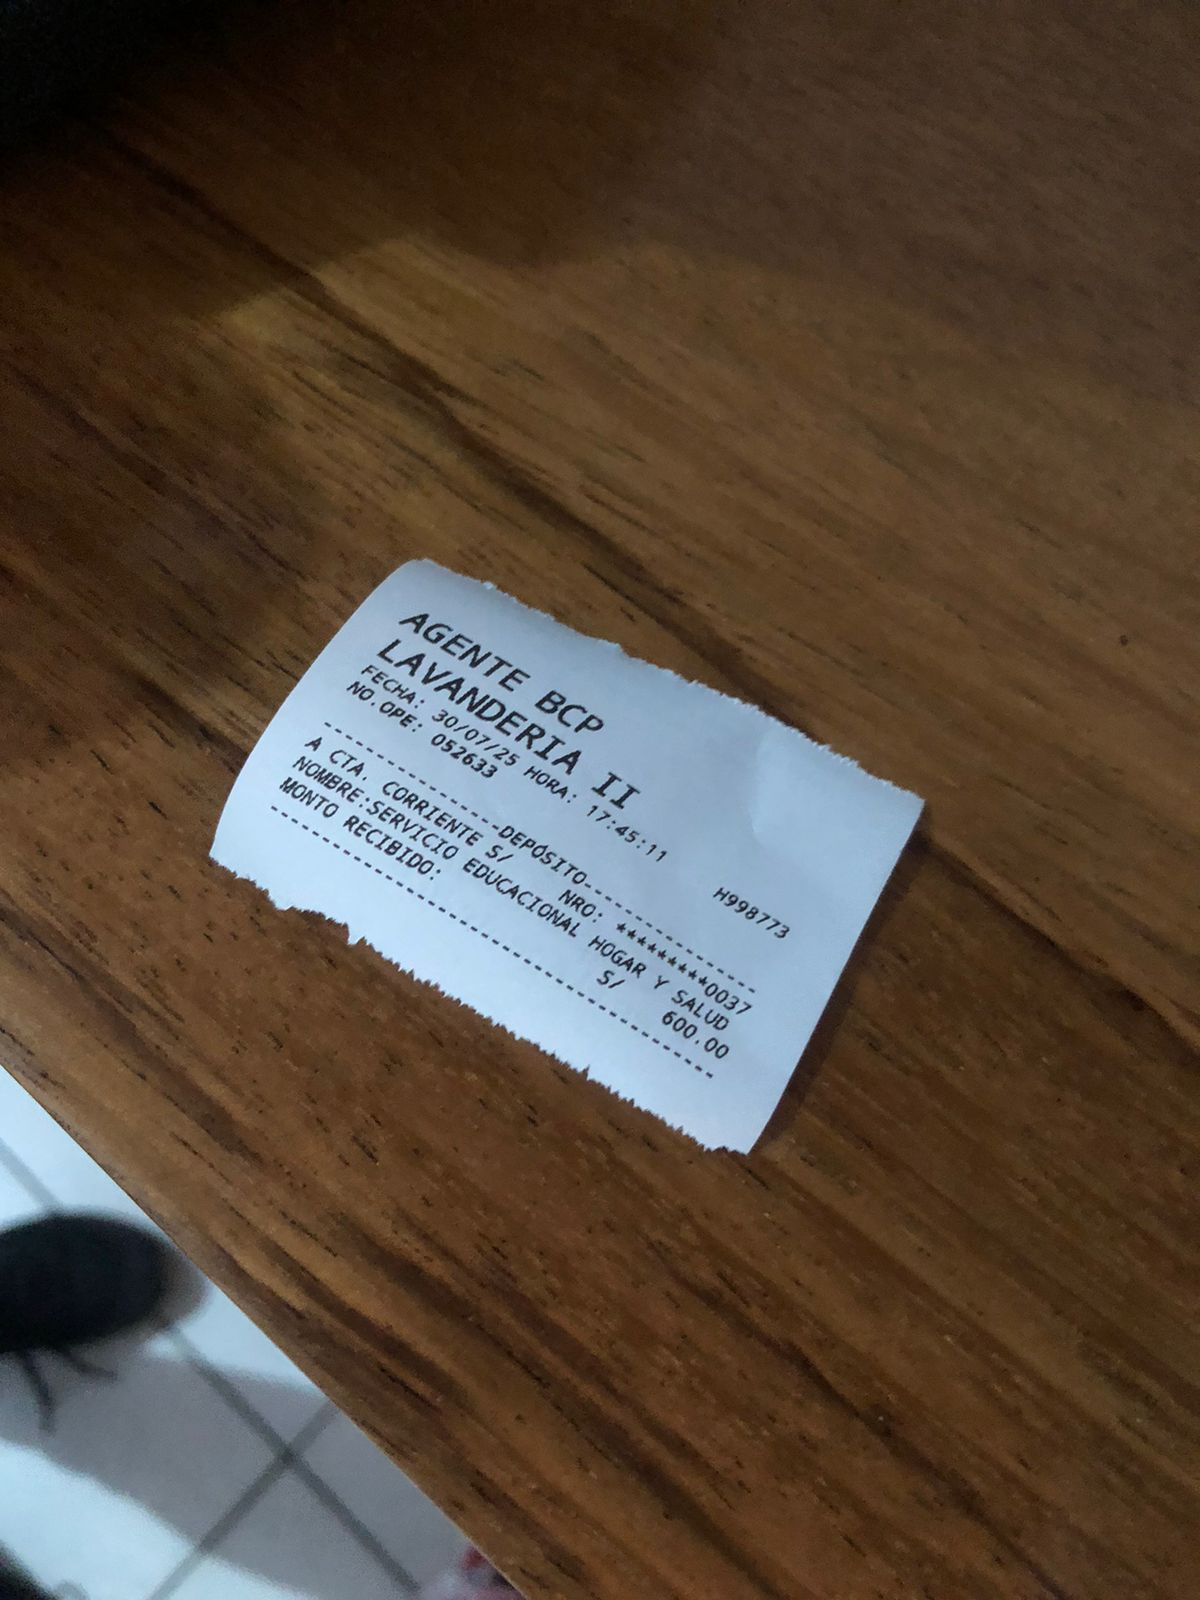 AGENTE BCP
LAVANDERIA II
FECHA: 30/07/25 HORA: 17:45:11
NO.OPE: 052633 H998773
--------------DEPÓSITO--------------
A CTA. CORRIENTE S/ NRO: *********0037
NOMBRE:SERVICIO EDUCACIONAL HOGAR Y SALUD
MONTO RECIBIDO: S/ 600.00